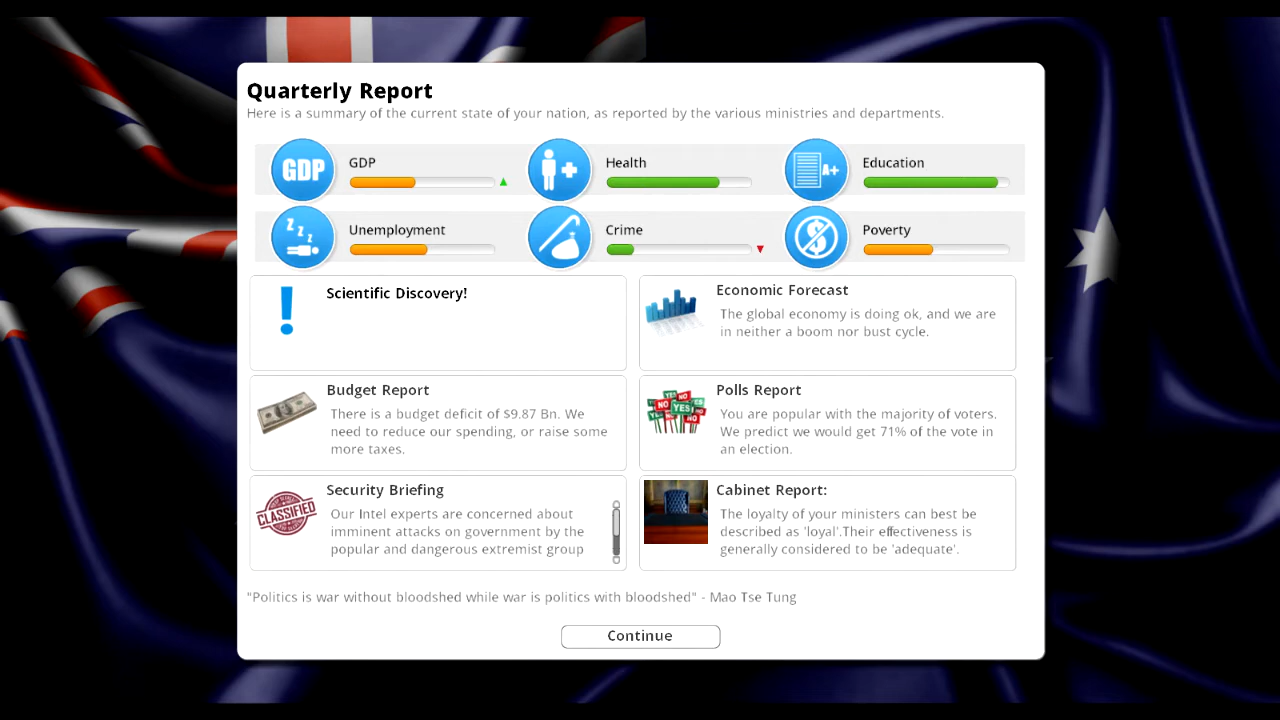 Quarterly Report
Here is a summary of the current state of your nation, as reported by the various ministries and departments.
GDP
GDP
Health
A+
Education
Z Z Z
Unemployment
Crime
Poverty
Scientific Discovery!
Economic Forecast
The global economy is doing ok, and we are
in neither a boom nor bust cycle.
Budget Report
There is a budget deficit of $9.87 Bn. We
need to reduce our spending, or raise some
more taxes.
YES
NO
YES
NO
Polls Report
You are popular with the majority of voters.
We predict we would get 71% of the vote in
an election.
CLASSIFIED
Security Briefing
Our Intel experts are concerned about
imminent attacks on government by the
popular and dangerous extremist group
Cabinet Report:
The loyalty of your ministers can best be
described as 'loyal'.Their effectiveness is
generally considered to be 'adequate'.
"Politics is war without bloodshed while war is politics with bloodshed" - Mao Tse Tung
Continue